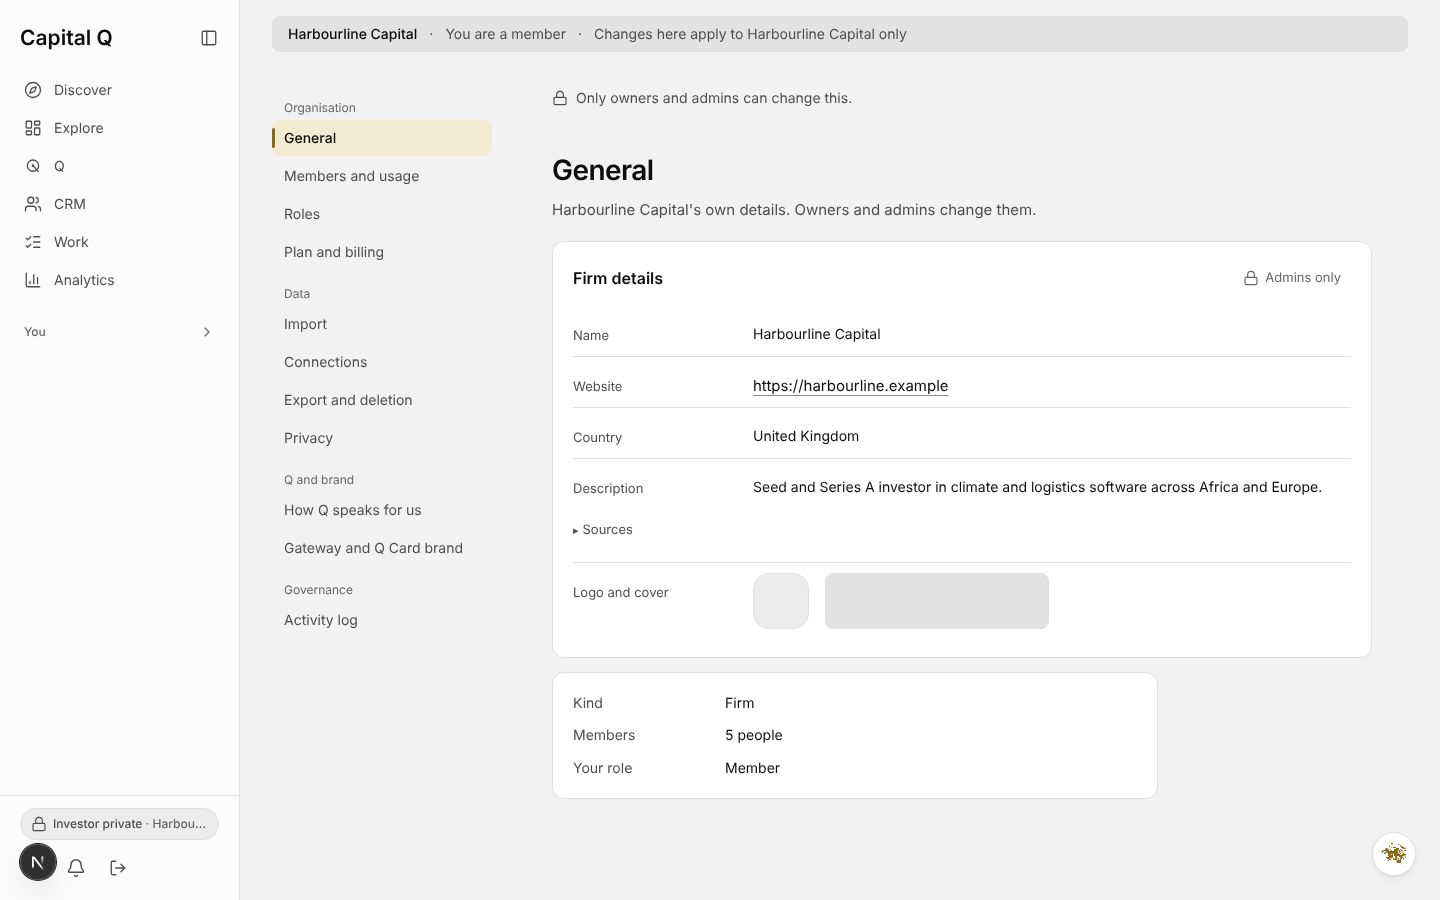 Capital Q
Discover
Explore
Q
CRM
Work
Analytics
You
Investor private · Harbou...
N
Harbourline Capital · You are a member · Changes here apply to Harbourline Capital only
Organisation
General
Members and usage
Roles
Plan and billing
Data
Import
Connections
Export and deletion
Privacy
Q and brand
How Q speaks for us
Gateway and Q Card brand
Governance
Activity log
Only owners and admins can change this.
General
Harbourline Capital's own details. Owners and admins change them.
Firm details
Admins only
Name Harbourline Capital
Website https://harbourline.example
Country United Kingdom
Description Seed and Series A investor in climate and logistics software across Africa and Europe.
▸ Sources
Logo and cover
Kind Firm
Members 5 people
Your role Member